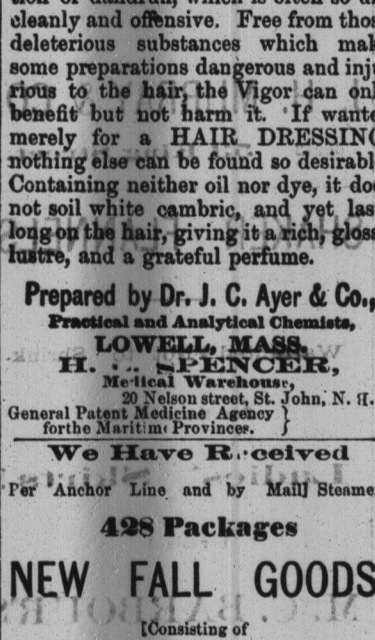 cleanly and offensive. Free from thos
deleterious substances which mak
some preparations dangerous and inju
rious to the hair, the Vigor can onl
benefit but not harm it. If wante
merely for a HAIR DRESSING
nothing else can be found so desirabl
Containing neither oil nor dye, it do
not soil white cambric, and yet las
long on the hair, giving it a rich, gloss
lustre, and a grateful perfume.
Prepared by Dr. J. C. Ayer & Co.,
Practical and Analytical Chemists,
LOWELL, MASS.
H. SPENCER,
Medical Warehouse,
20 Nelson street, St. John, N. B.
General Patent Medicine Agency }
forthe Maritime Provinces. }
We Have Received
Per Anchor Line and by Mail] Steame
428 Packages
NEW FALL GOODS
[Consisting of